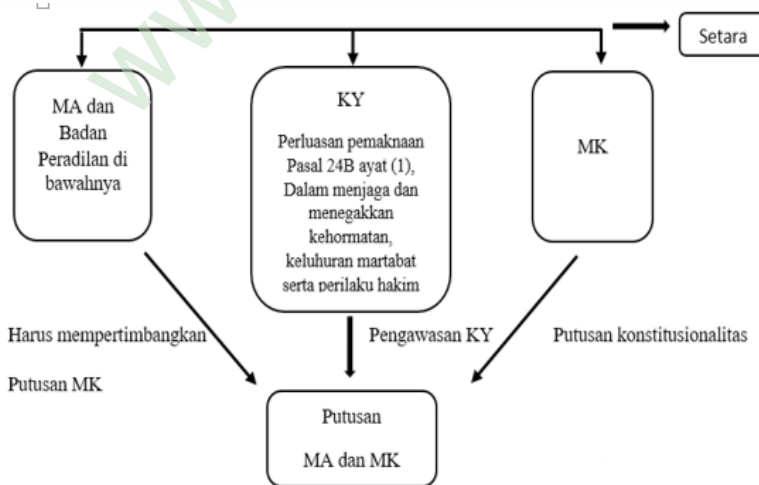 Setara
MA dan
Badan
Peradilan di
bawahnya
KY
Perluasan pemaknaan
Pasal 24B ayat (1),
Dalam menjaga dan
menegakkan
kehormatan,
keluhuran martabat
serta perilaku hakim
MK
Harus mempertimbangkan
Putusan MK
Pengawasan KY
Putusan konstitusionalitas
Putusan
MA dan MK